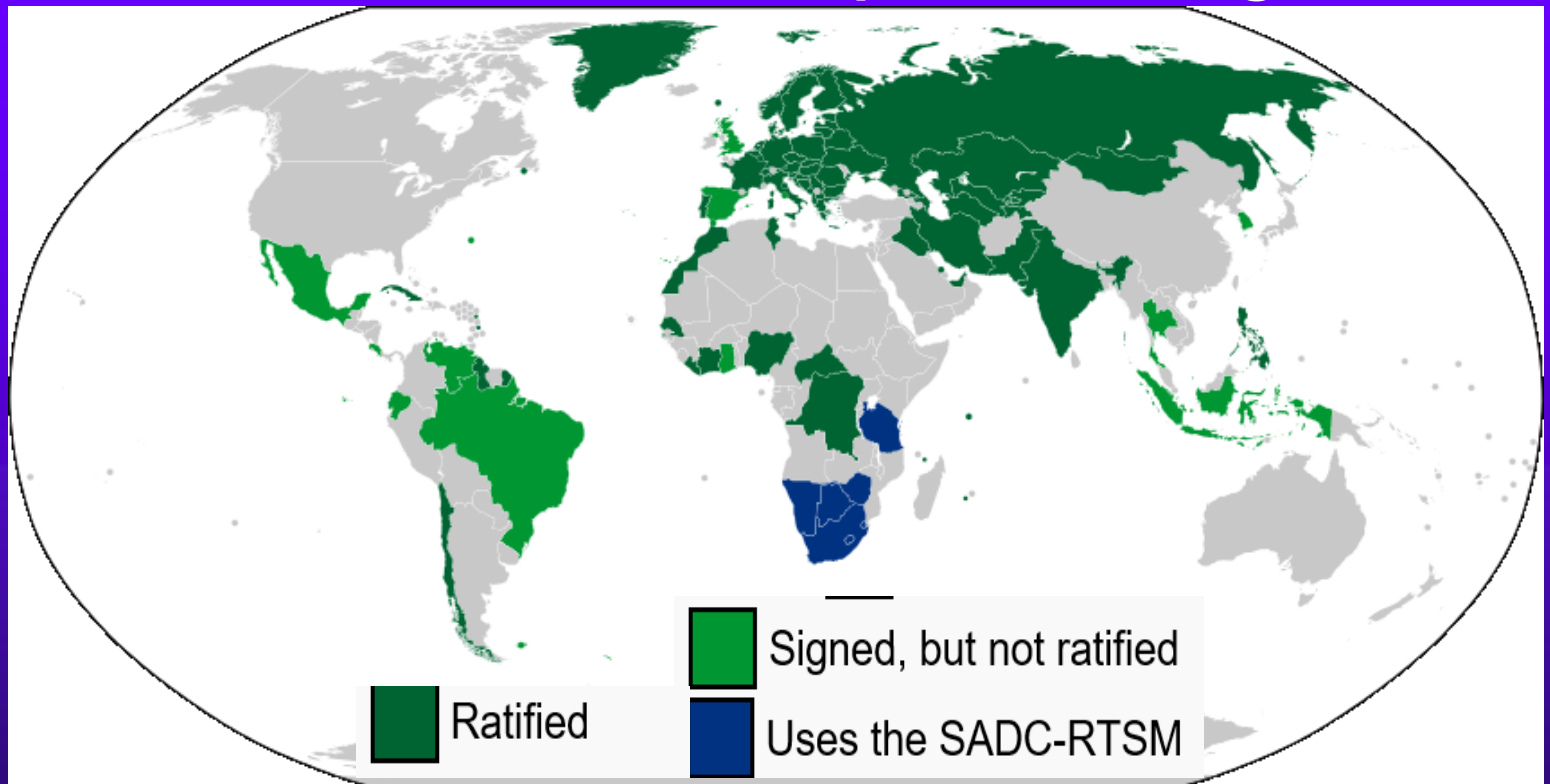 Signed, but not ratified
Ratified
Uses the SADC-RTSM